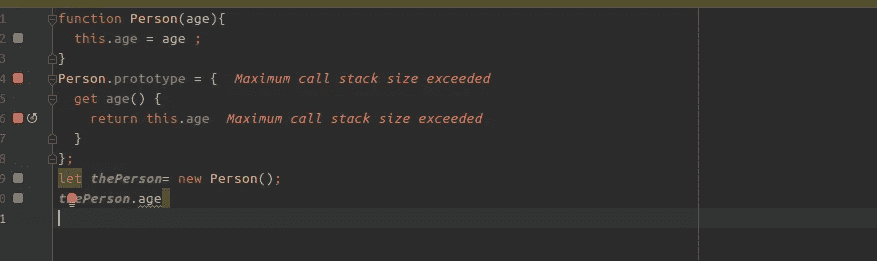 1 function Person(age){
2 this.age = age ;
3 }
4 Person.prototype = {  Maximum call stack size exceeded
5 get age() {
6 return this.age  Maximum call stack size exceeded
7 }
8 };
9 let thePerson= new Person();
0 thePerson.age
1